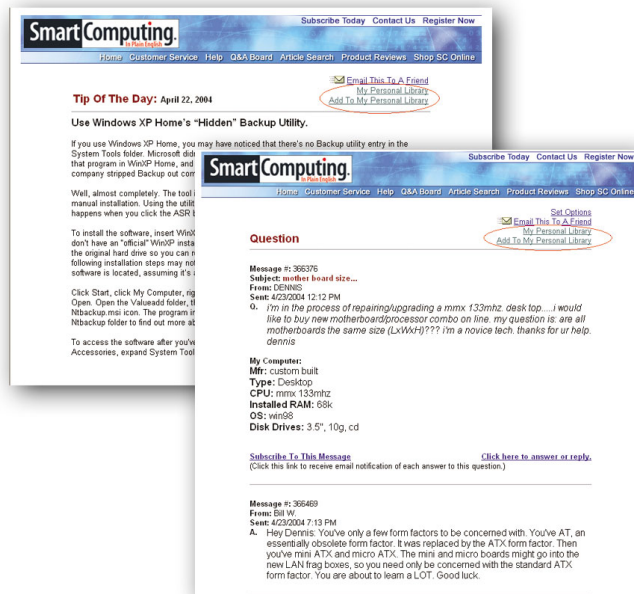 Subscribe Today Contact Us Register Now
Smart Computing.
In Plain English
Home Customer Service Help Q&A Board Article Search Product Reviews Shop SC Online
Email This To A Friend
My Personal Library
Add To My Personal Library
Tip Of The Day: April 22, 2004
Use Windows XP Home's “Hidden” Backup Utility.
If you use Windows XP Home, you may have noticed that there's no Backup utility entry in the
System Tools folder. Microsoft did
that program in WinXP Home, and
company stripped Backup out com
Well, almost completely. The tool i
manual installation. Using the utilit
happens when you click the ASR b
To install the software, insert WinX
don't have an "official" WinXP insta
the original hard drive so you can r
following installation steps may not
software is located, assuming it's a
Click Start, click My Computer, rig
Open. Open the Valueadd folder, th
Ntbackup.msi icon. The program in
Ntbackup folder to find out more ab
To access the software after you've
Accessories, expand System Tool
Subscribe Today Contact Us Register Now
Smart Computing.
In Plain English
Home Customer Service Help Q&A Board Article Search Product Reviews Shop SC Online
Set Options
Email This To A Friend
My Personal Library
Add To My Personal Library
Question
Message #: 366376
Subject: mother board size...
From: DENNIS
Sent: 4/23/2004 12:12 PM
Q. i'm in the process of repairing/upgrading a mmx 133mhz. desk top.....i would
like to buy new motherboard/processor combo on line. my question is: are all
motherboards the same size (LxWxH)??? i'm a novice tech. thanks for ur help.
dennis
My Computer:
Mfr: custom built
Type: Desktop
CPU: mmx 133mhz
Installed RAM: 68k
OS: win98
Disk Drives: 3.5", 10g, cd
Subscribe To This Message Click here to answer or reply.
(Click this link to receive email notification of each answer to this question.)
Message #: 366469
From: Bill W.
Sent: 4/23/2004 7:13 PM
A. Hey Dennis: You've only a few form factors to be concerned with. You've AT, an
essentially obsolete form factor. It was replaced by the ATX form factor. Then
you've mini ATX and micro ATX. The mini and micro boards might go into the
new LAN frag boxes, so you need only be concerned with the standard ATX
form factor. You are about to learn a LOT. Good luck.